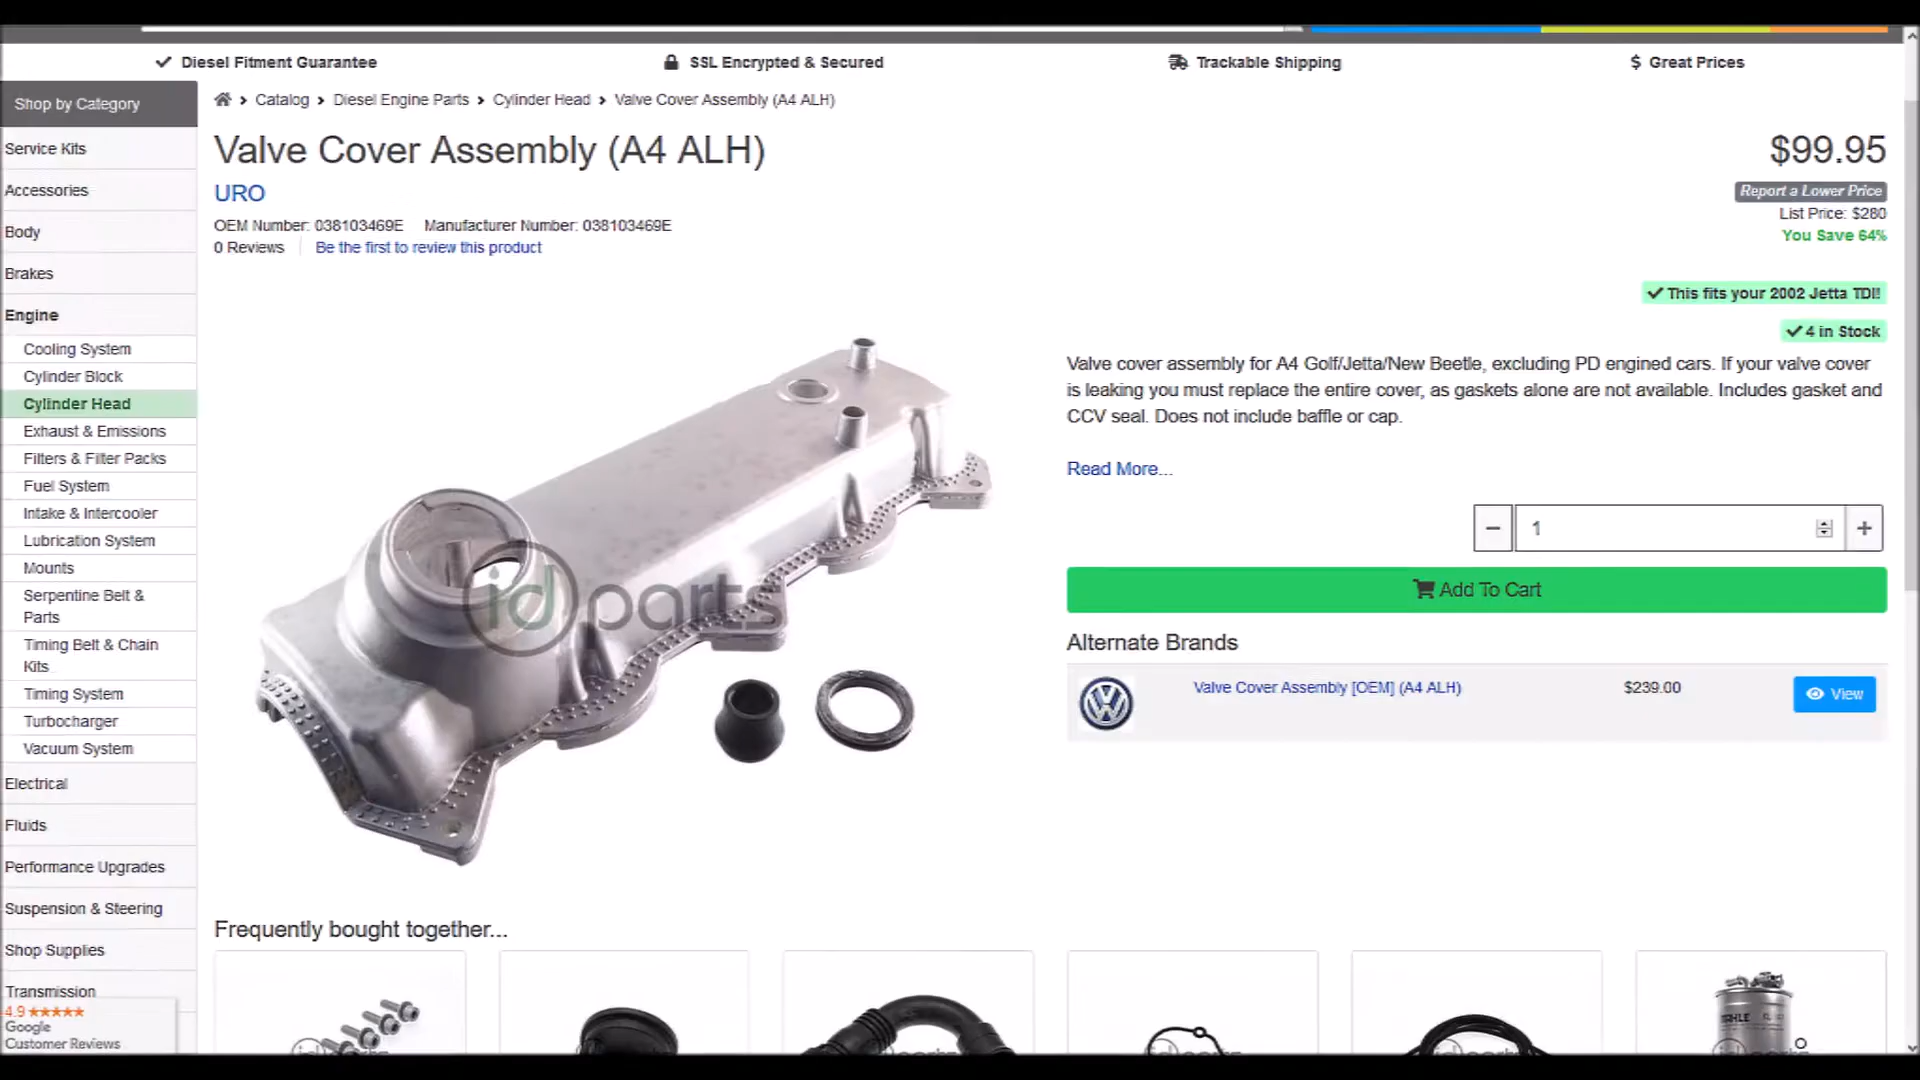 Diesel Fitment Guarantee
SSL Encrypted & Secured
Trackable Shipping
$ Great Prices
Shop by Category
Service Kits
Accessories
Body
Brakes
Engine
Cooling System
Cylinder Block
Cylinder Head
Exhaust & Emissions
Filters & Filter Packs
Fuel System
Intake & Intercooler
Lubrication System
Mounts
Serpentine Belt &
Parts
Timing Belt & Chain
Kits
Timing System
Turbocharger
Vacuum System
Electrical
Fluids
Performance Upgrades
Suspension & Steering
Shop Supplies
Transmission
4.9 ★★★★★
Google
Customer Reviews
Catalog > Diesel Engine Parts > Cylinder Head > Valve Cover Assembly (A4 ALH)
Valve Cover Assembly (A4 ALH)
URO
OEM Number: 038103469E Manufacturer Number: 038103469E
0 Reviews Be the first to review this product
$99.95
Report a Lower Price
List Price: $280
You Save 64%
This fits your 2002 Jetta TDI!
4 in Stock
id parts
Valve cover assembly for A4 Golf/Jetta/New Beetle, excluding PD engined cars. If your valve cover
is leaking you must replace the entire cover, as gaskets alone are not available. Includes gasket and
CCV seal. Does not include baffle or cap.
Read More...
− 1 +
Add To Cart
Alternate Brands
Valve Cover Assembly [OEM] (A4 ALH) $239.00 View
Frequently bought together...
MAHLE